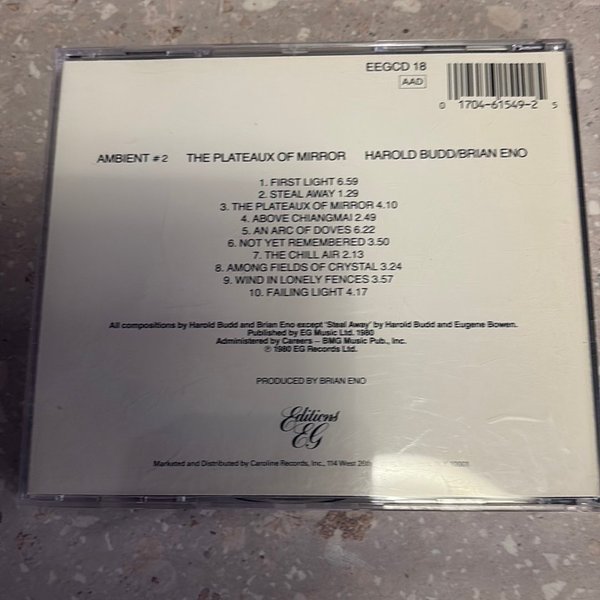 EEGCD 18
AAD
0 1704-61549-2 5
AMBIENT #2 THE PLATEAUX OF MIRROR HAROLD BUDD/BRIAN ENO
1. FIRST LIGHT 6.59
2. STEAL AWAY 1.29
3. THE PLATEAUX OF MIRROR 4.10
4. ABOVE CHIANGMAI 2.49
5. AN ARC OF DOVES 6.22
6. NOT YET REMEMBERED 3.50
7. THE CHILL AIR 2.13
8. AMONG FIELDS OF CRYSTAL 3.24
9. WIND IN LONELY FENCES 3.57
10. FAILING LIGHT 4.17
All compositions by Harold Budd and Brian Eno except 'Steal Away' by Harold Budd and Eugene Bowen.
Published by EG Music Ltd. 1980
Administered by Careers – BMG Music Pub., Inc.
℗ 1980 EG Records Ltd.
PRODUCED BY BRIAN ENO
Editions
EG
Marketed and Distributed by Caroline Records, Inc., 114 West 26th 10001